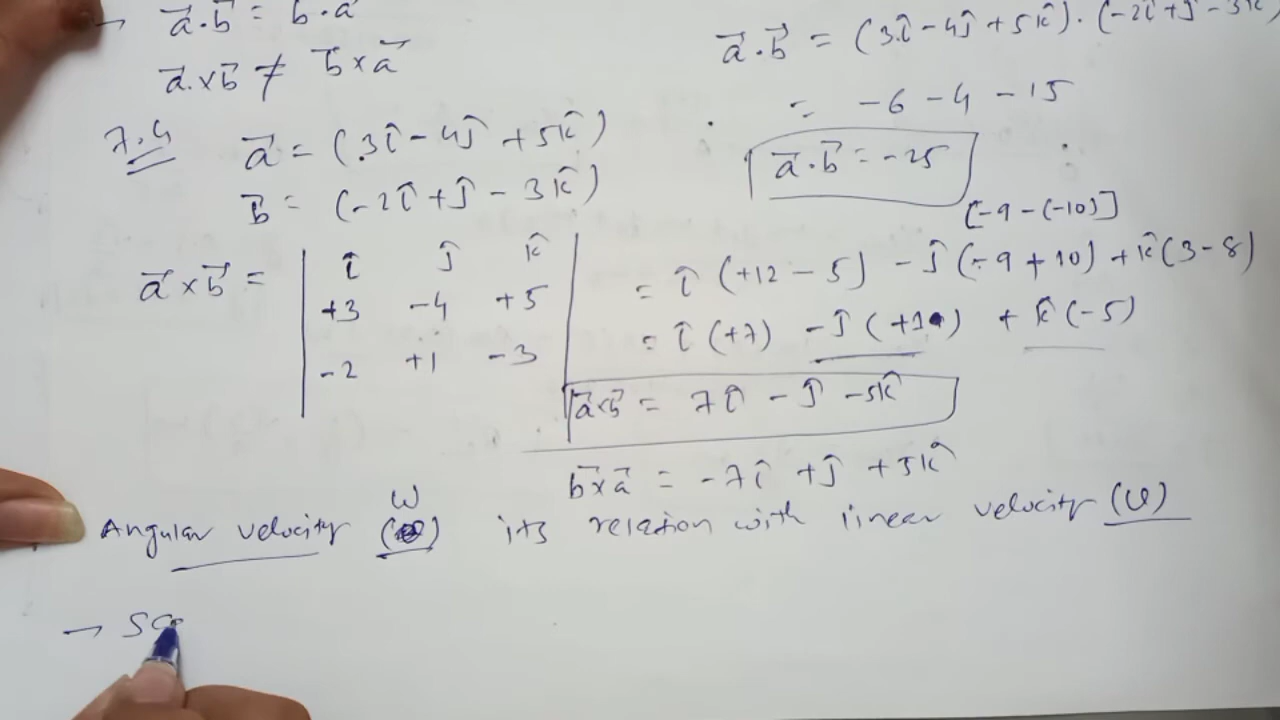 → a⃗.b⃗ = b⃗.a⃗
a⃗×b⃗ ≠ b⃗×a⃗
7.4 a⃗ = (3î - 4ĵ + 5k̂)
b⃗ = (-2î + ĵ - 3k̂)
a⃗×b⃗ = | î ĵ k̂ |
+3 -4 +5
-2 +1 -3
a⃗.b⃗ = (3î - 4ĵ + 5k̂).(-2î + ĵ - 3k̂)
= -6 - 4 - 15
a⃗.b⃗ = -25
[-9 - (-10)]
= î (+12 - 5) - ĵ (-9 + 10) + k̂ (3 - 8)
= î (+7) - ĵ (+1) + k̂ (-5)
a⃗×b⃗ = 7î - ĵ - 5k̂
b⃗×a⃗ = -7î + ĵ + 5k̂
Angular velocity (ω) its relation with linear velocity (v)
→